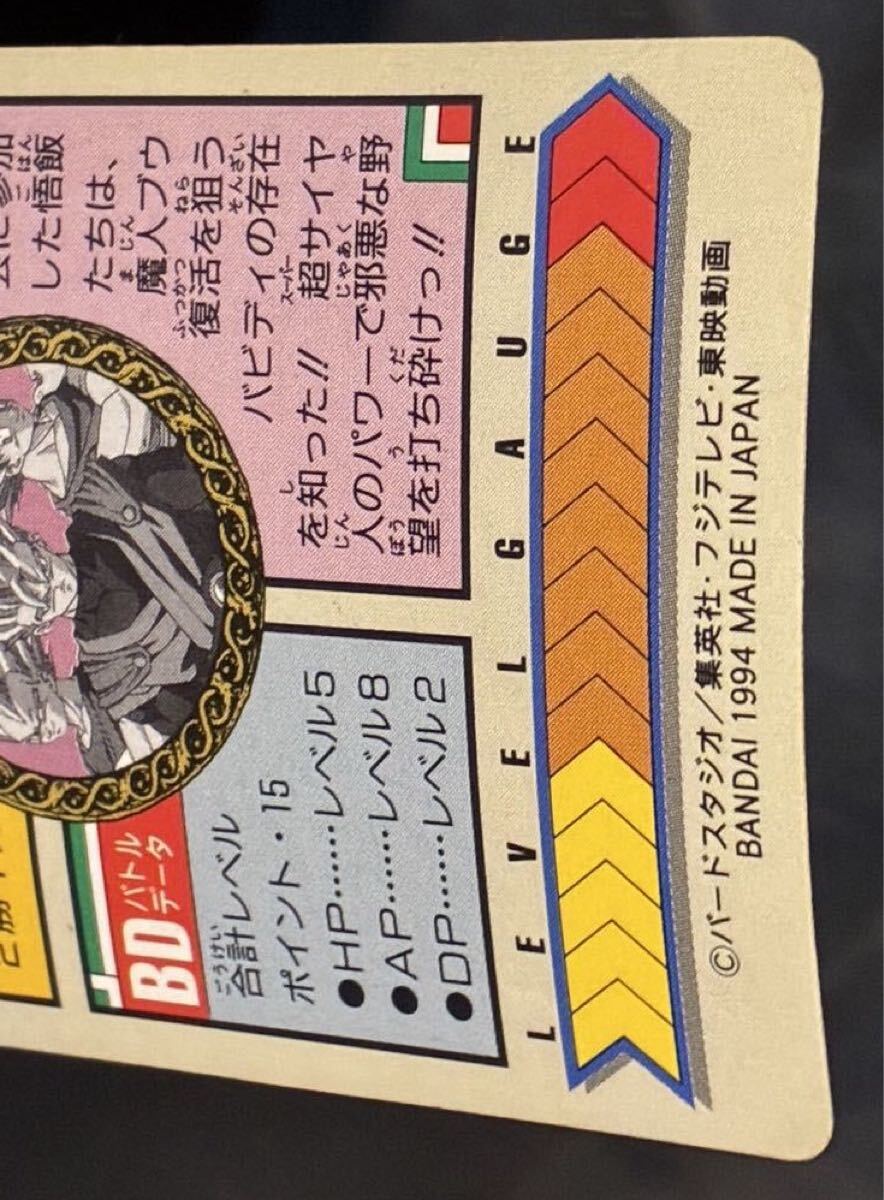 した悟飯
たちは、
魔人ブウ
復活を狙う
バビディの存在
を知った!! 超サイヤ
人のパワーで邪悪な野
望を打ち砕けっ!!
BD バトル
データ
合計レベル
ポイント・15
●HP……レベル5
●AP……レベル8
●DP……レベル2
LEVEL GAUGE
©バードスタジオ/集英社・フジテレビ・東映動画
BANDAI 1994 MADE IN JAPAN